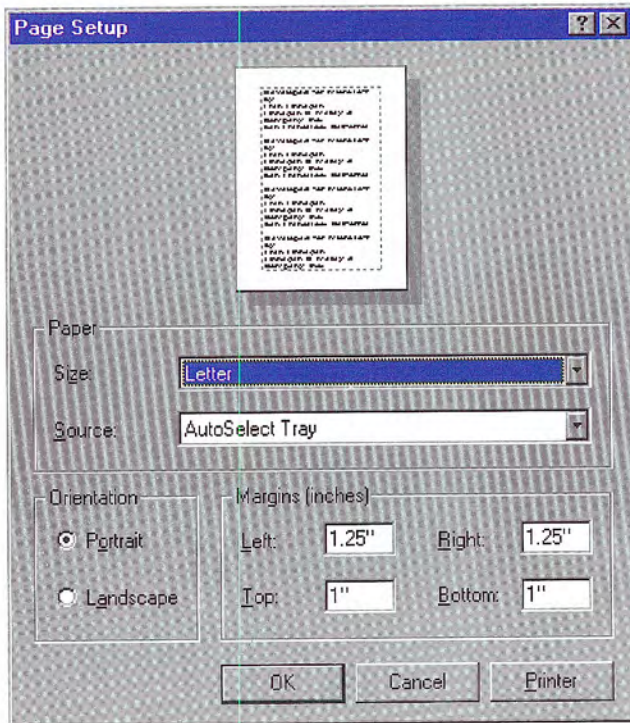 Page Setup
Paper
Size: Letter
Source: AutoSelect Tray
Orientation
Portrait
Landscape
Margins (inches)
Left: 1.25" Right: 1.25"
Top: 1" Bottom: 1"
OK Cancel Printer